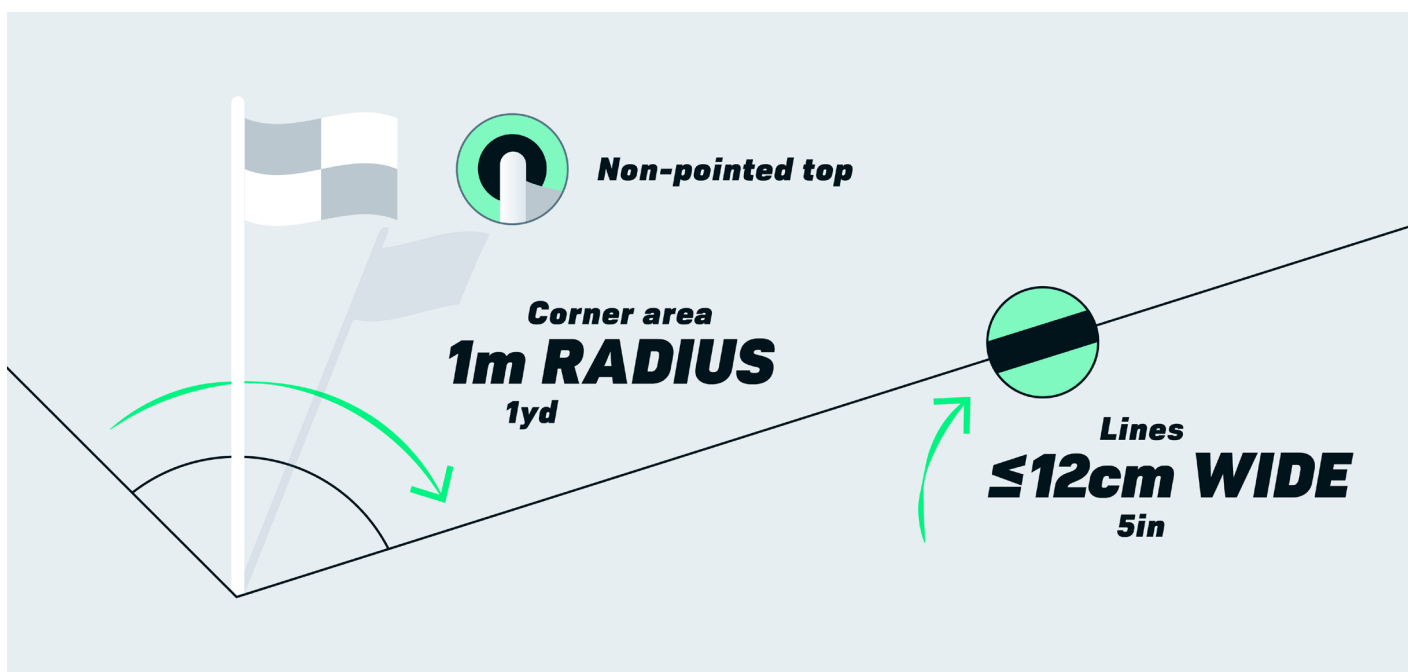 Non-pointed top
Corner area
1m RADIUS
1yd
Lines
≤12cm WIDE
5in